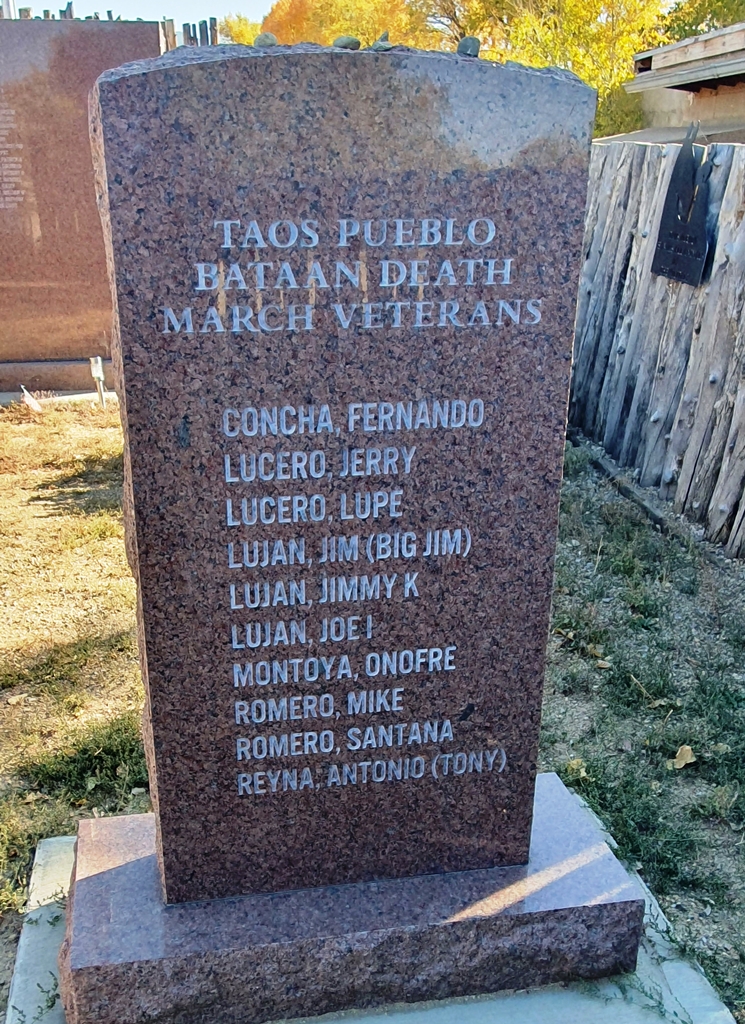 TAOS PUEBLO
BATAAN DEATH
MARCH VETERANS
CONCHA, FERNANDO
LUCERO, JERRY
LUCERO, LUPE
LUJAN, JIM (BIG JIM)
LUJAN, JIMMY K
LUJAN, JOE I
MONTOYA, ONOFRE
ROMERO, MIKE
ROMERO, SANTANA
REYNA, ANTONIO (TONY)